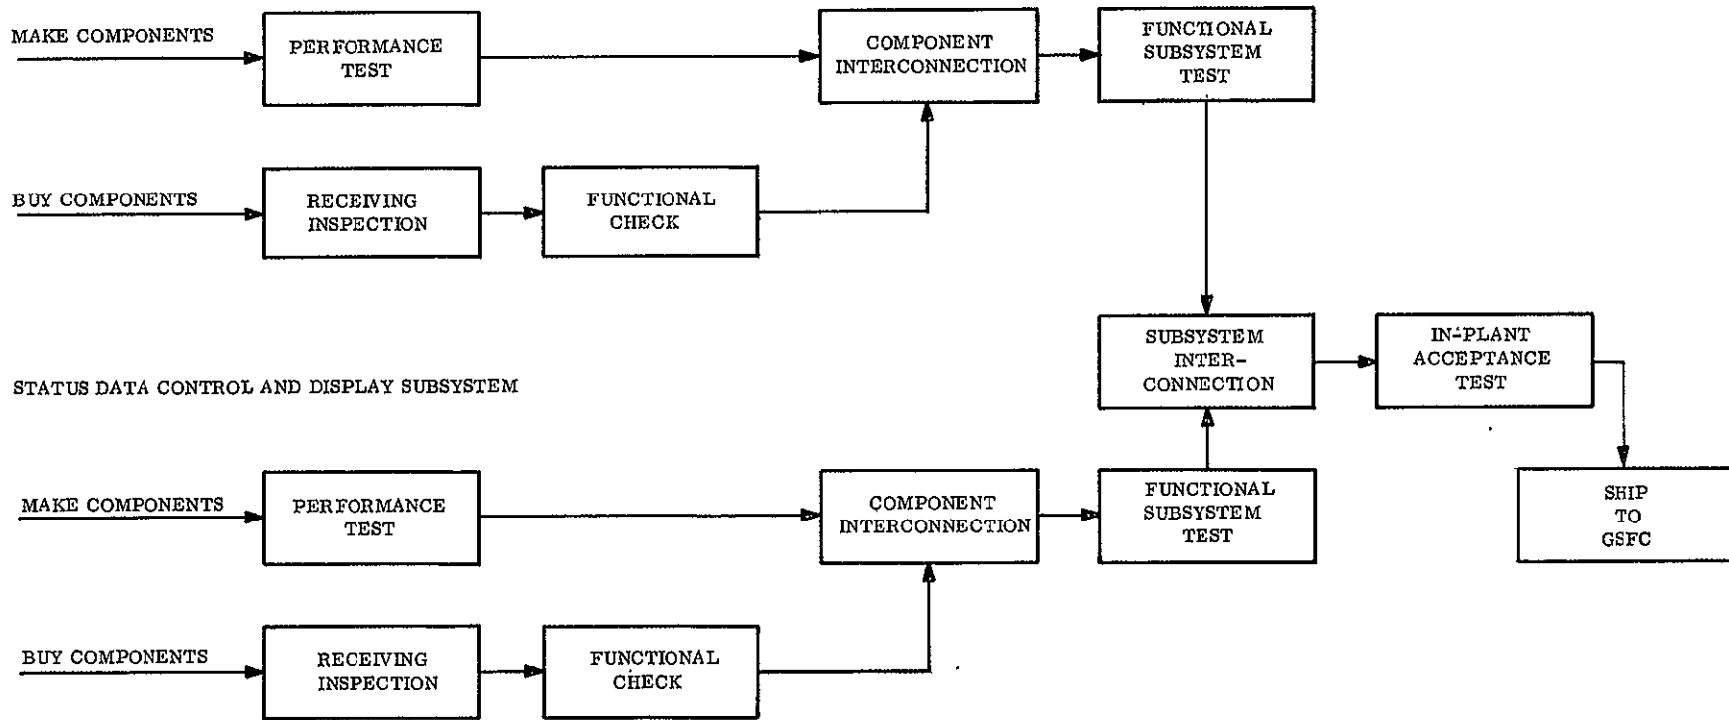 MAKE COMPONENTS
PERFORMANCE
TEST
COMPONENT
INTERCONNECTION
FUNCTIONAL
SUBSYSTEM
TEST
BUY COMPONENTS
RECEIVING
INSPECTION
FUNCTIONAL
CHECK
SUBSYSTEM
INTER-
CONNECTION
IN-PLANT
ACCEPTANCE
TEST
STATUS DATA CONTROL AND DISPLAY SUBSYSTEM
MAKE COMPONENTS
PERFORMANCE
TEST
COMPONENT
INTERCONNECTION
FUNCTIONAL
SUBSYSTEM
TEST
SHIP
TO
GSFC
BUY COMPONENTS
RECEIVING
INSPECTION
FUNCTIONAL
CHECK